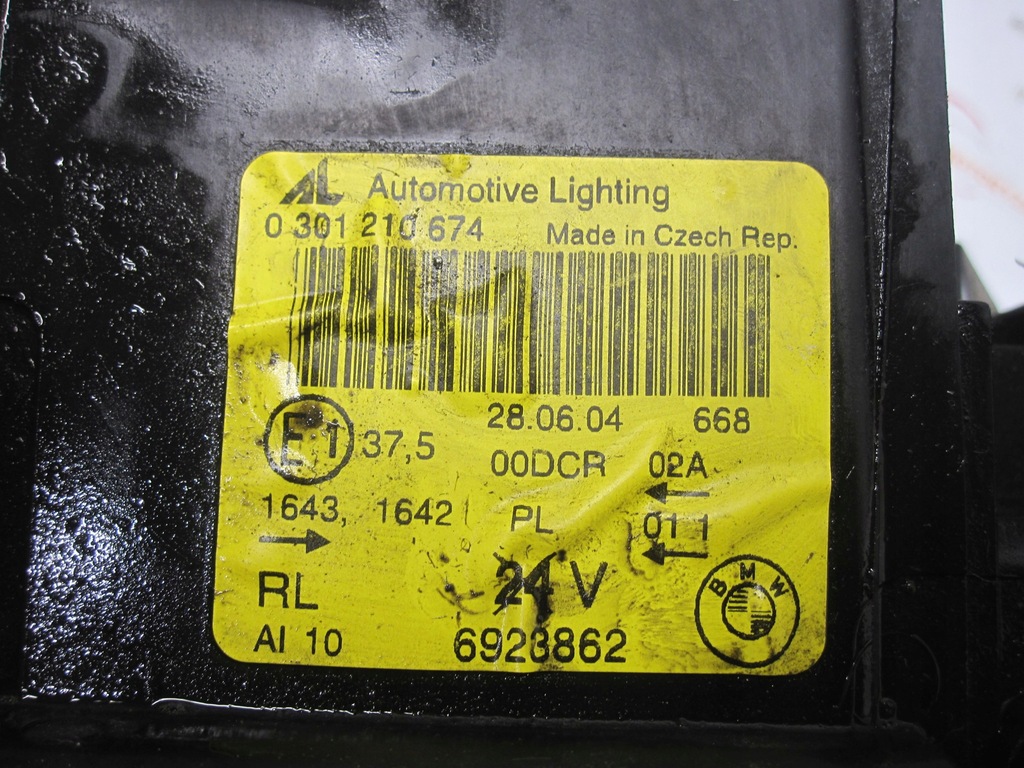 AL Automotive Lighting
0 301 210 674 Made in Czech Rep.
28.06.04 668
E1 37,5 00DCR 02A
1643, 1642 PL 01 1
RL 24 V
AI 10 6923862
BMW